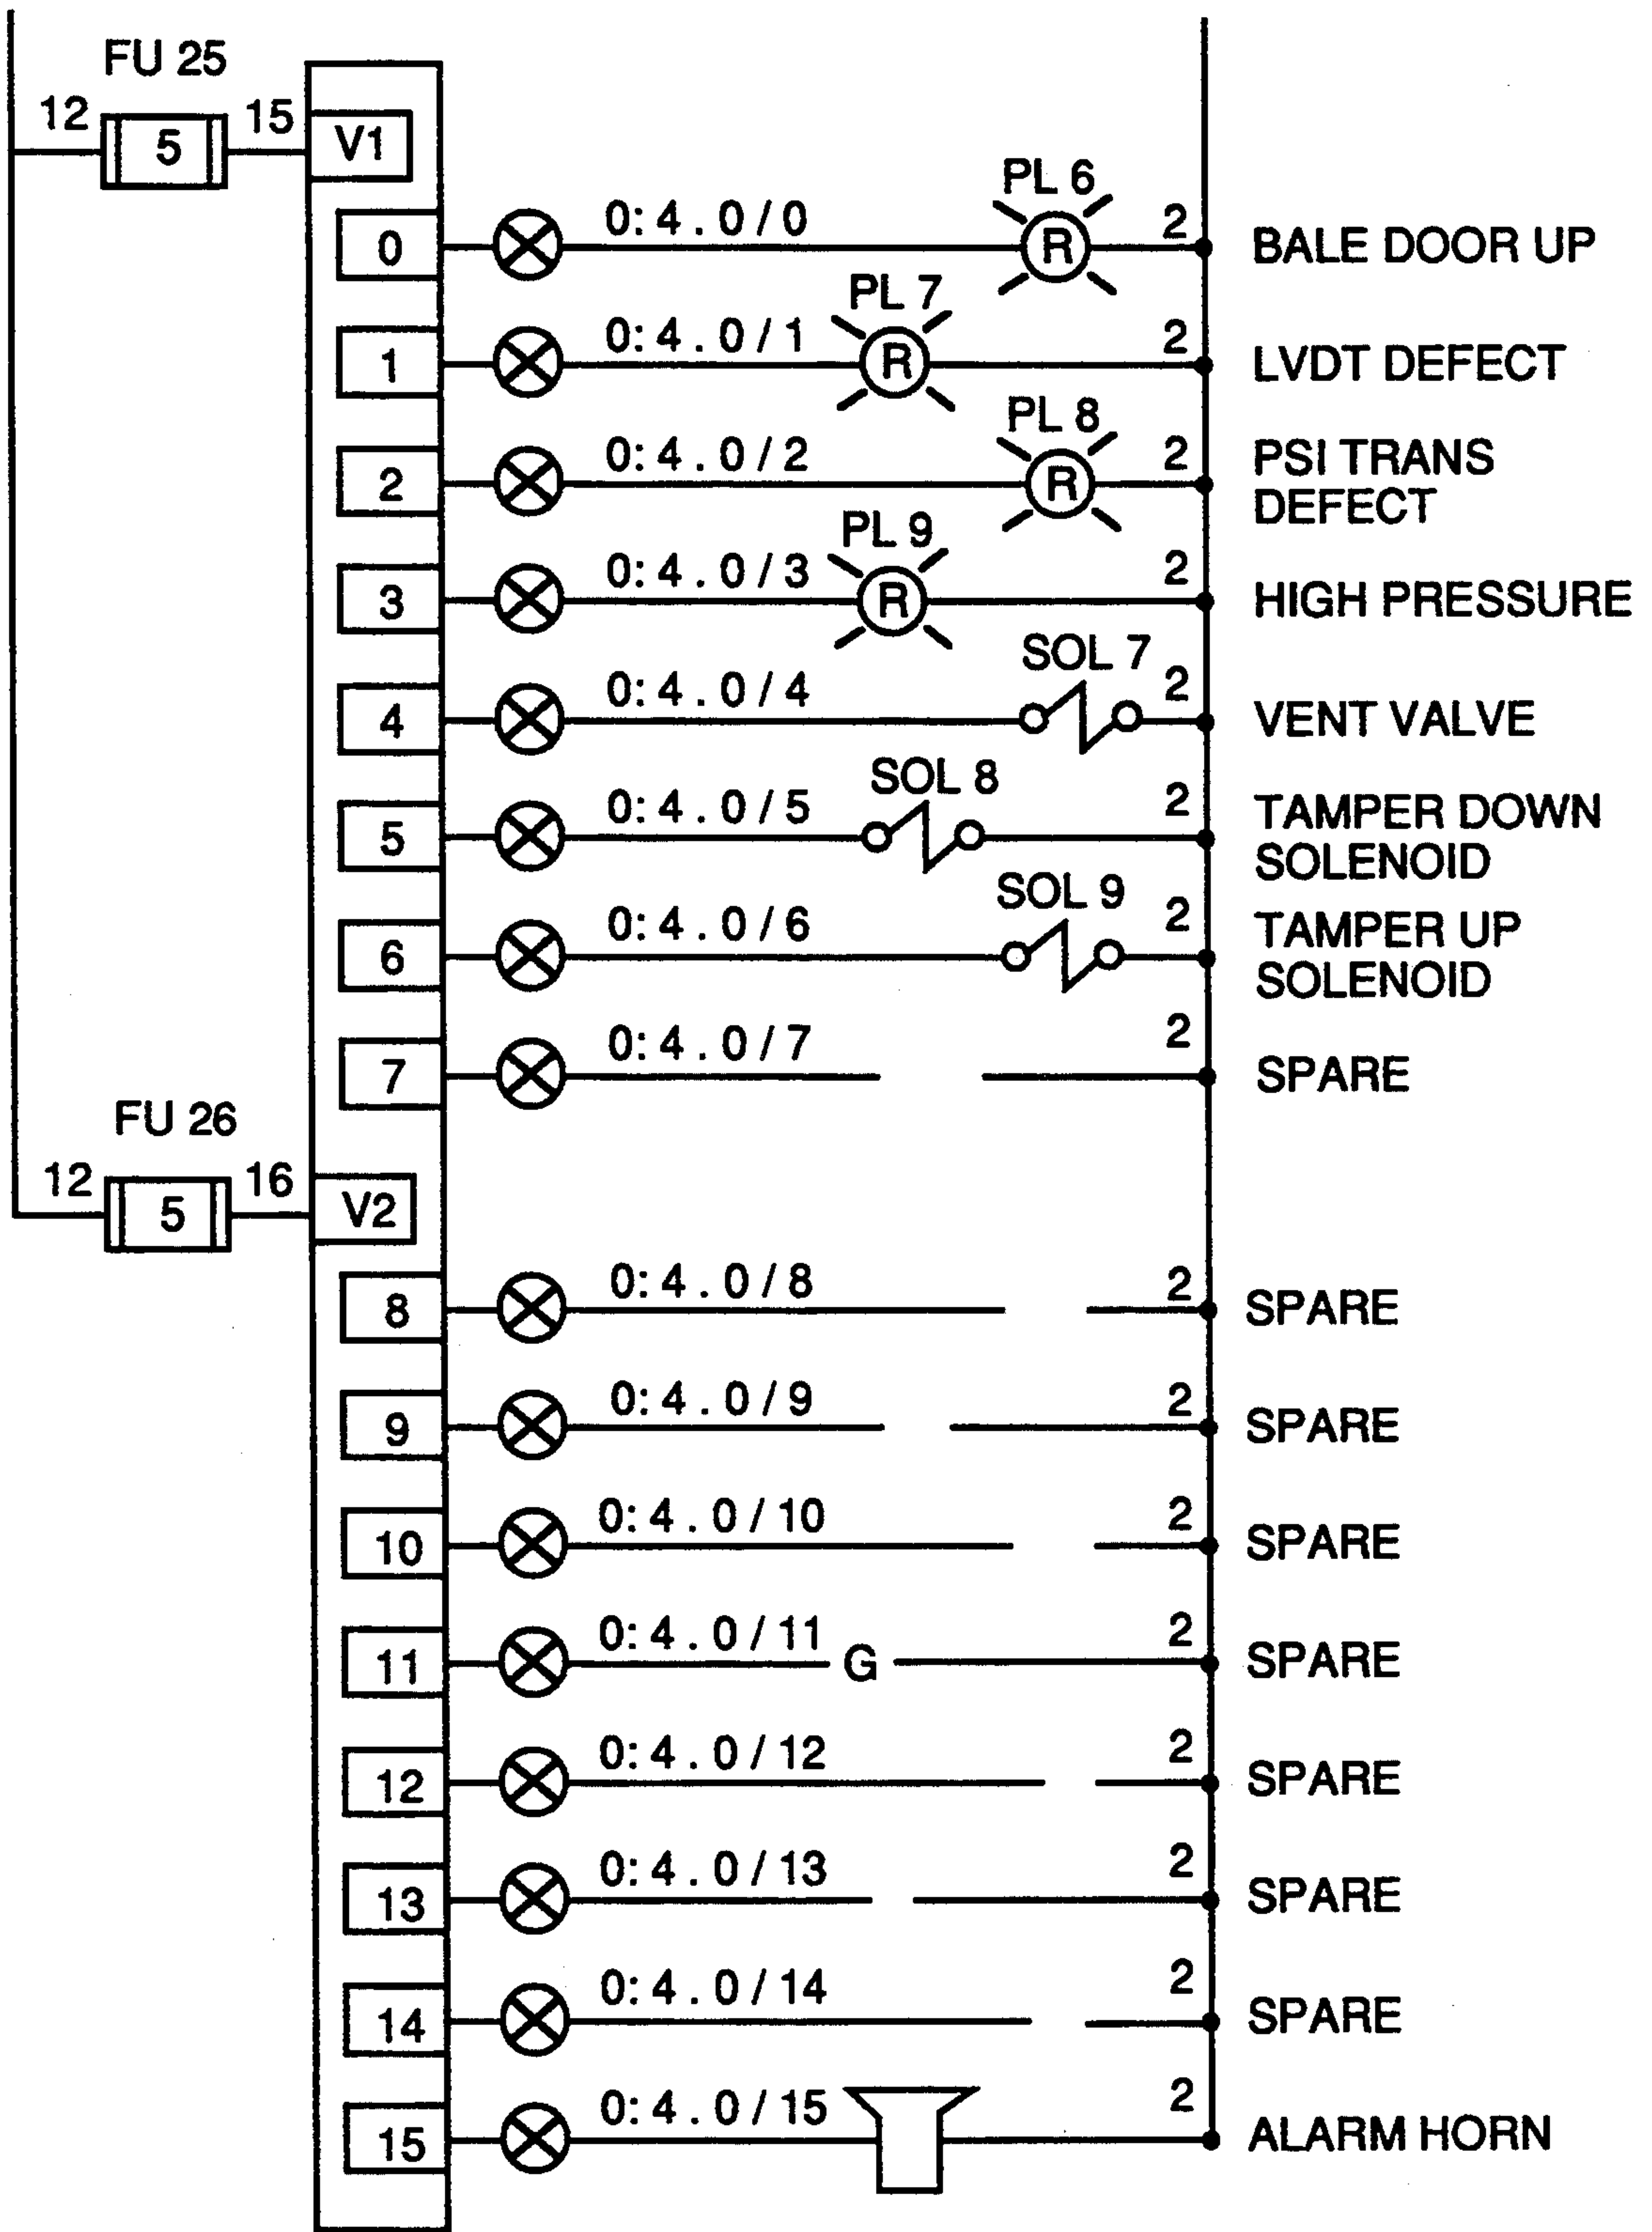 FU 25
12 5 15 V1
PL 6
0 0: 4 . 0 / 0 R 2 BALE DOOR UP
PL 7
1 0: 4 . 0 / 1 R 2 LVDT DEFECT
PL 8
2 0: 4 . 0 / 2 R 2 PSI TRANS
DEFECT
PL 9
3 0: 4 . 0 / 3 R 2 HIGH PRESSURE
SOL 7
4 0: 4 . 0 / 4 2 VENT VALVE
SOL 8
5 0: 4 . 0 / 5 2 TAMPER DOWN
SOLENOID
SOL 9
6 0: 4 . 0 / 6 2 TAMPER UP
SOLENOID
7 0: 4 . 0 / 7 2 SPARE
FU 26
12 5 16 V2
8 0: 4 . 0 / 8 2 SPARE
9 0: 4 . 0 / 9 2 SPARE
10 0: 4 . 0 / 10 2 SPARE
11 0: 4 . 0 / 11 G 2 SPARE
12 0: 4 . 0 / 12 2 SPARE
13 0: 4 . 0 / 13 2 SPARE
14 0: 4 . 0 / 14 2 SPARE
15 0: 4 . 0 / 15 2 ALARM HORN